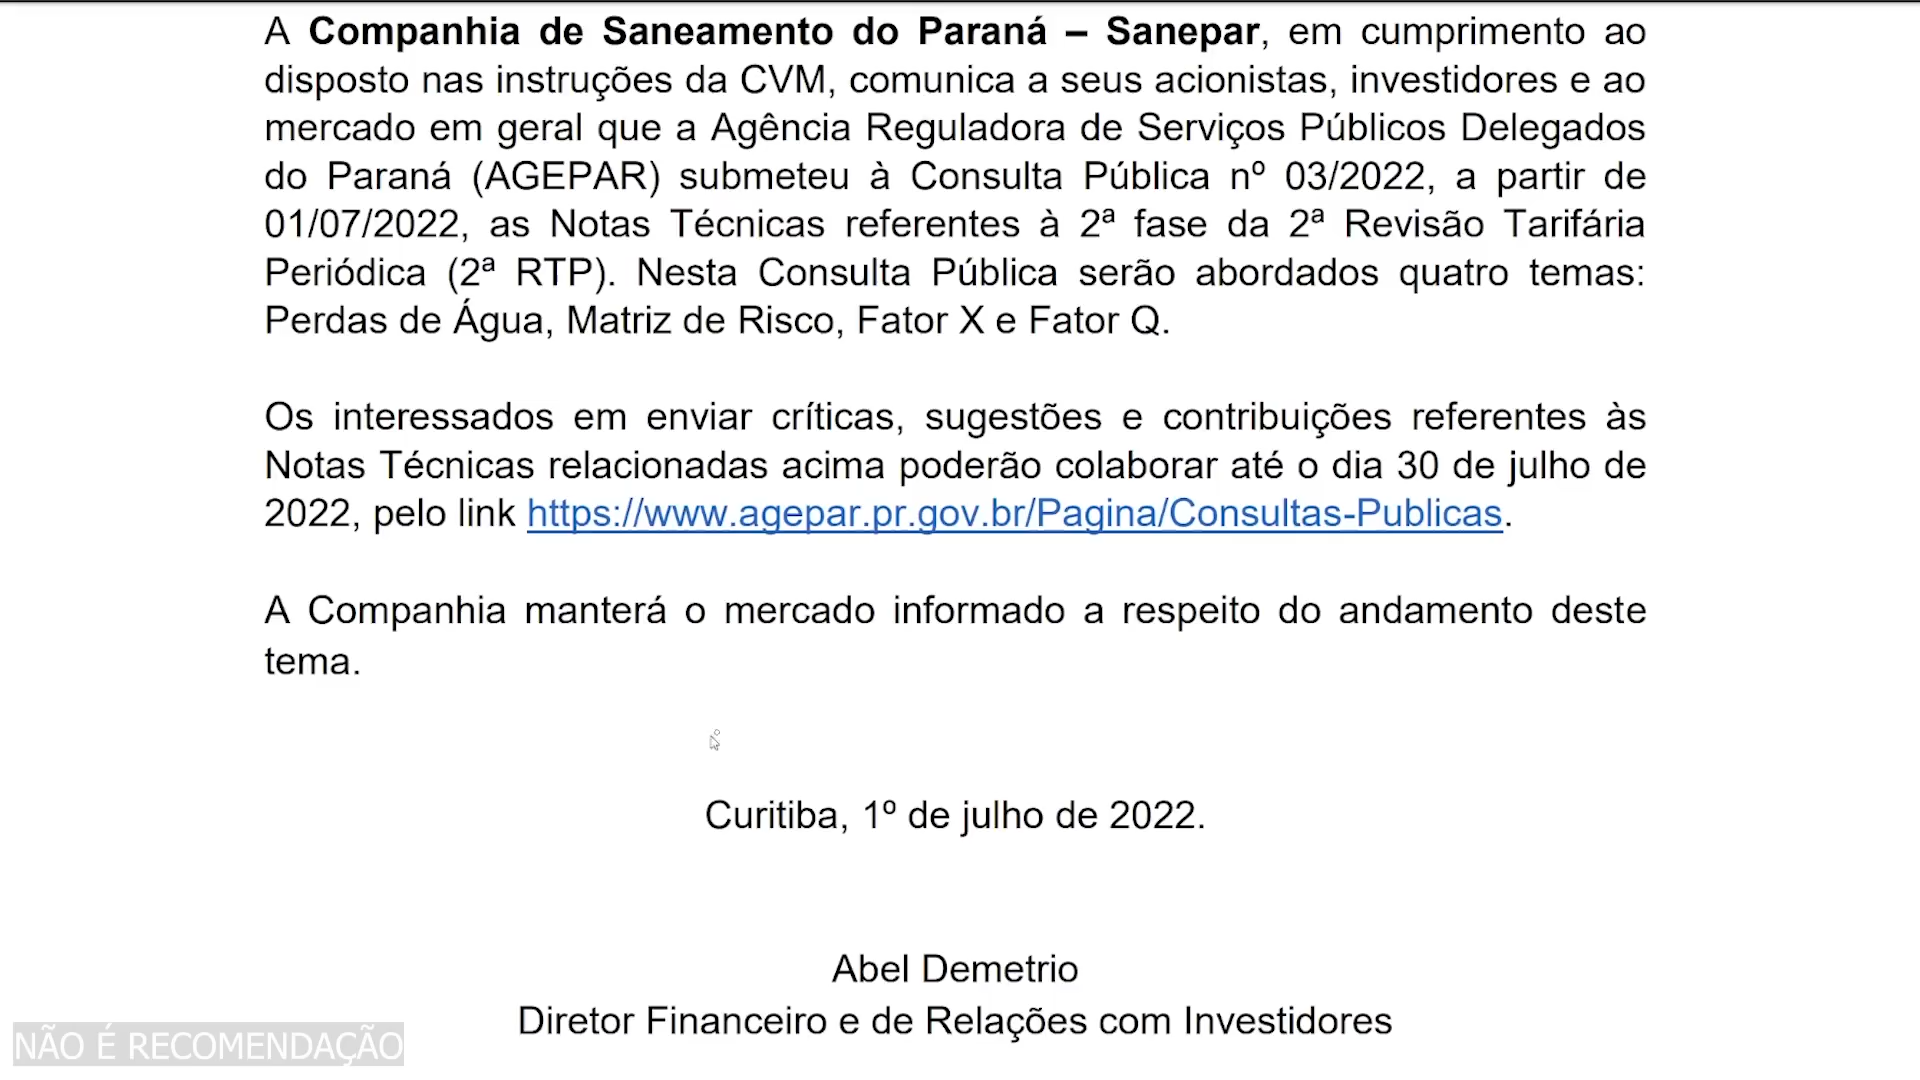 A Companhia de Saneamento do Paraná – Sanepar, em cumprimento ao
disposto nas instruções da CVM, comunica a seus acionistas, investidores e ao
mercado em geral que a Agência Reguladora de Serviços Públicos Delegados
do Paraná (AGEPAR) submeteu à Consulta Pública nº 03/2022, a partir de
01/07/2022, as Notas Técnicas referentes à 2ª fase da 2ª Revisão Tarifária
Periódica (2ª RTP). Nesta Consulta Pública serão abordados quatro temas:
Perdas de Água, Matriz de Risco, Fator X e Fator Q.
Os interessados em enviar críticas, sugestões e contribuições referentes às
Notas Técnicas relacionadas acima poderão colaborar até o dia 30 de julho de
2022, pelo link https://www.agepar.pr.gov.br/Pagina/Consultas-Publicas.
A Companhia manterá o mercado informado a respeito do andamento deste
tema.
Curitiba, 1º de julho de 2022.
Abel Demetrio
Diretor Financeiro e de Relações com Investidores
NÃO É RECOMENDAÇÃO